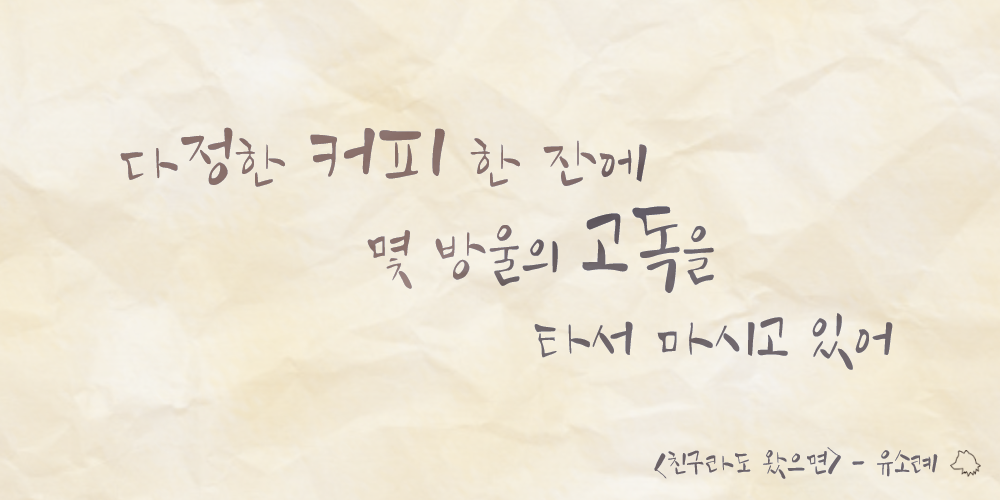 다정한 커피 한 잔에
몇 방울의 고독을
타서 마시고 있어
<친구라도 왔으면> - 유소례